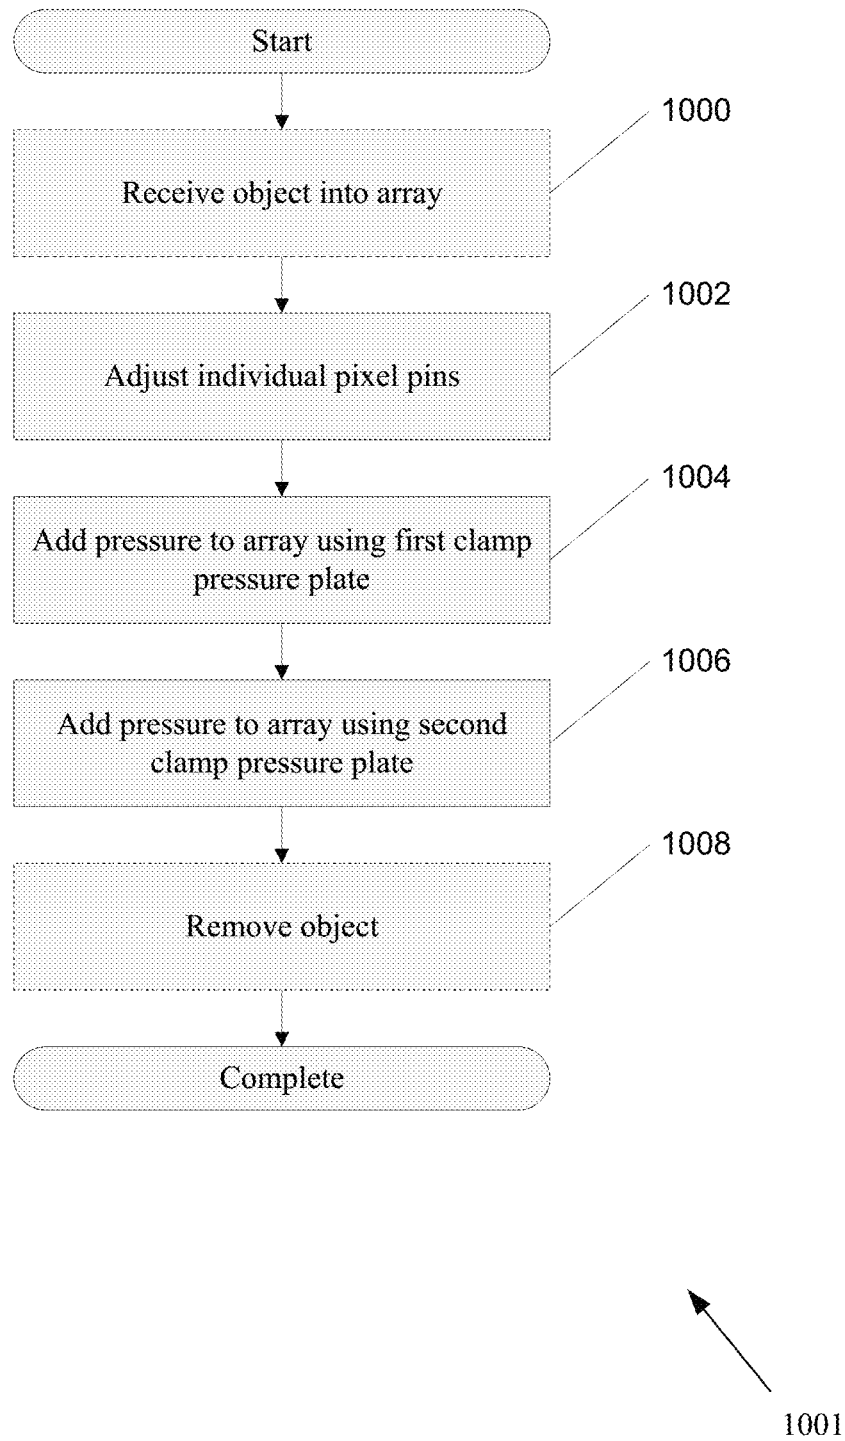 Start
1000
Receive object into array
1002
Adjust individual pixel pins
1004
Add pressure to array using first clamp
pressure plate
1006
Add pressure to array using second
clamp pressure plate
1008
Remove object
Complete
1001